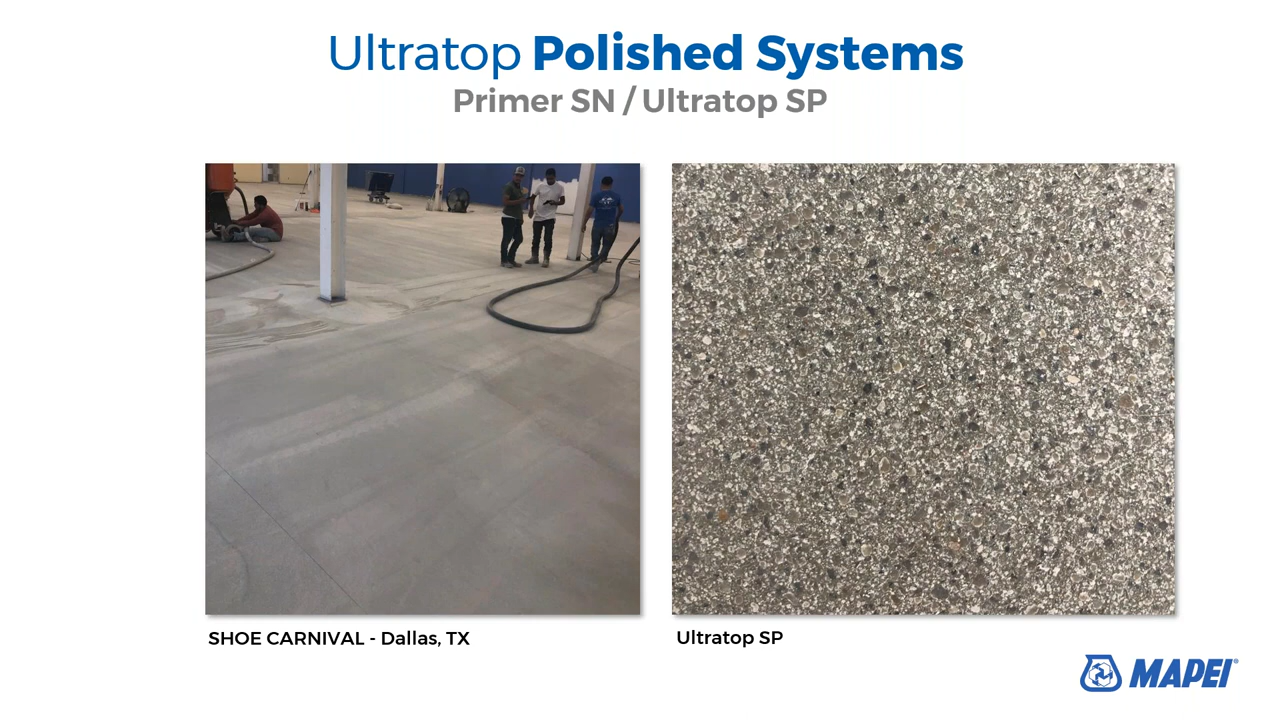 Ultratop Polished Systems
Primer SN / Ultratop SP
SHOE CARNIVAL - Dallas, TX
Ultratop SP
MAPEI®